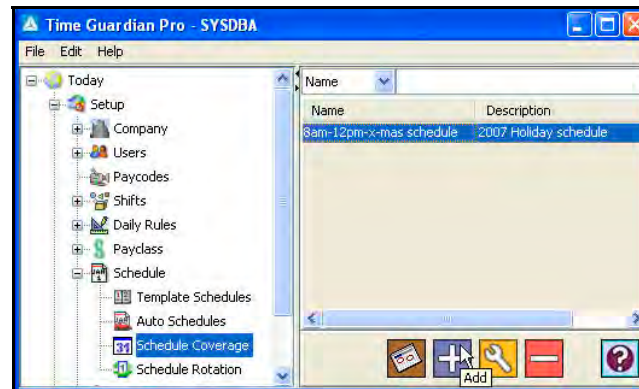 Time Guardian Pro - SYSDBA
File Edit Help
Today
Setup
Company
Users
Paycodes
Shifts
Daily Rules
Payclass
Schedule
Template Schedules
Auto Schedules
31 Schedule Coverage
Schedule Rotation
Name
Name Description
8am-12pm-x-mas schedule 2007 Holiday schedule
Add